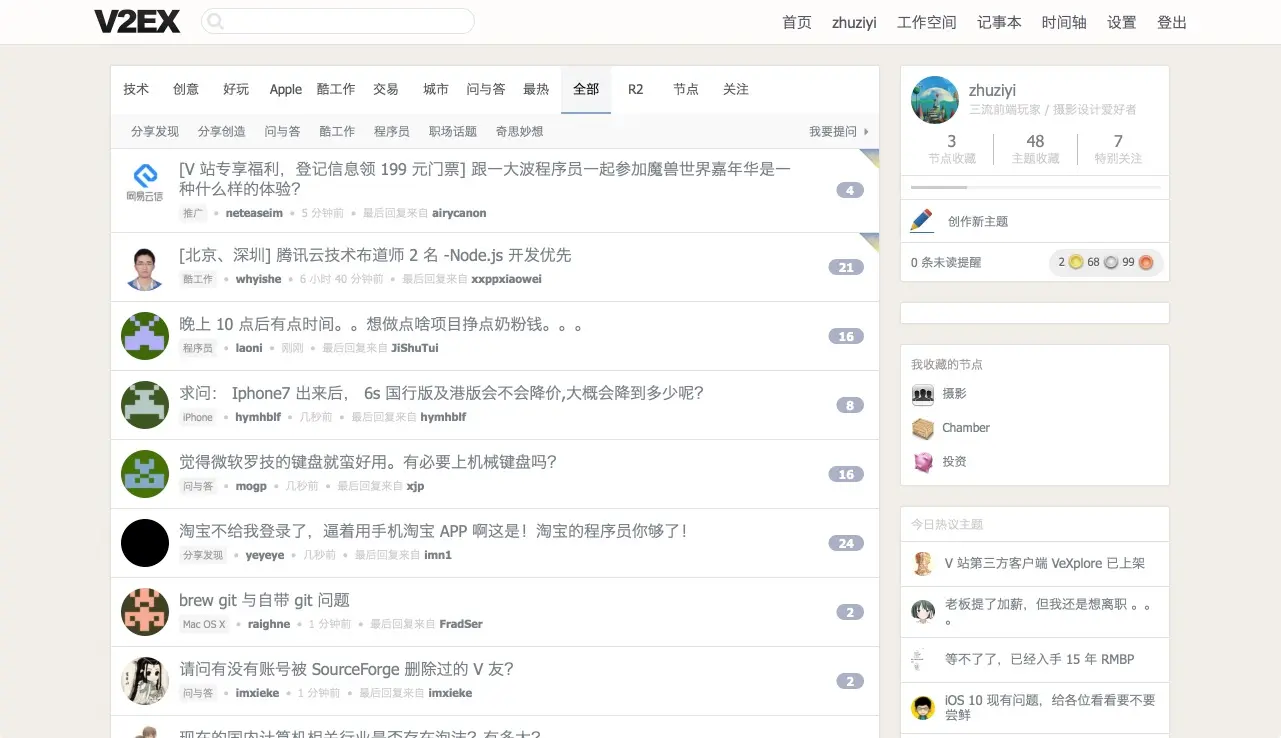 V2EX
首页 zhuziyi 工作空间 记事本 时间轴 设置 登出
技术 创意 好玩 Apple 酷工作 交易 城市 问与答 最热 全部 R2 节点 关注
分享发现 分享创造 问与答 酷工作 程序员 职场话题 奇思妙想 我要提问
网易云信
[V 站专享福利，登记信息领 199 元门票] 跟一大波程序员一起参加魔兽世界嘉年华是一
种什么样的体验？
4
推广 • neteaseim • 5 分钟前 • 最后回复来自 airycanon
[北京、深圳] 腾讯云技术布道师 2 名 -Node.js 开发优先
21
酷工作 • whyishe • 6 小时 40 分钟前 • 最后回复来自 xxppxiaowei
晚上 10 点后有点时间。。想做点啥项目挣点奶粉钱。。。
16
程序员 • laoni • 刚刚 • 最后回复来自 JiShuTui
求问： Iphone7 出来后， 6s 国行版及港版会不会降价,大概会降到多少呢？
8
iPhone • hymhblf • 几秒前 • 最后回复来自 hymhblf
觉得微软罗技的键盘就蛮好用。有必要上机械键盘吗？
16
问与答 • mogp • 几秒前 • 最后回复来自 xjp
淘宝不给我登录了，逼着用手机淘宝 APP 啊这是！淘宝的程序员你够了！
24
分享发现 • yeyeye • 几秒前 • 最后回复来自 imn1
brew git 与自带 git 问题
2
Mac OS X • raighne • 1 分钟前 • 最后回复来自 FradSer
请问有没有账号被 SourceForge 删除过的 V 友？
2
问与答 • imxieke • 1 分钟前 • 最后回复来自 imxieke
现在的国内计算机相关行业是否存在泡沫？有多大？
zhuziyi
三流前端玩家 / 摄影设计爱好者
3 48 7
节点收藏 主题收藏 特别关注
创作新主题
0 条未读提醒 2 68 99
我收藏的节点
摄影
Chamber
投资
今日热议主题
V 站第三方客户端 VeXplore 已上架
老板提了加薪，但我还是想离职 。。
。
等不了了，已经入手 15 年 RMBP
iOS 10 现有问题，给各位看看要不要
尝鲜